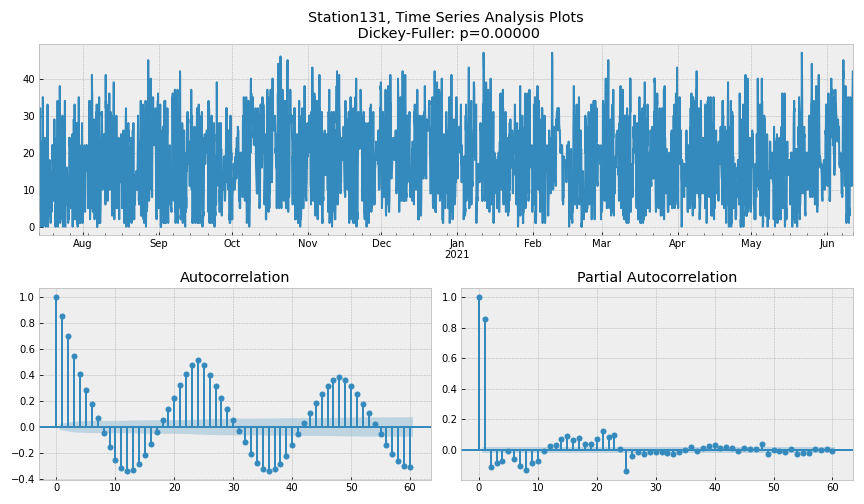 Station131, Time Series Analysis Plots
Dickey-Fuller: p=0.00000
40
30
20
10
0
Aug Sep Oct Nov Dec Jan Feb Mar Apr May Jun
2021
Autocorrelation
1.0
0.8
0.6
0.4
0.2
0.0
−0.2
−0.4
0 10 20 30 40 50 60
Partial Autocorrelation
1.0
0.8
0.6
0.4
0.2
0.0
0 10 20 30 40 50 60